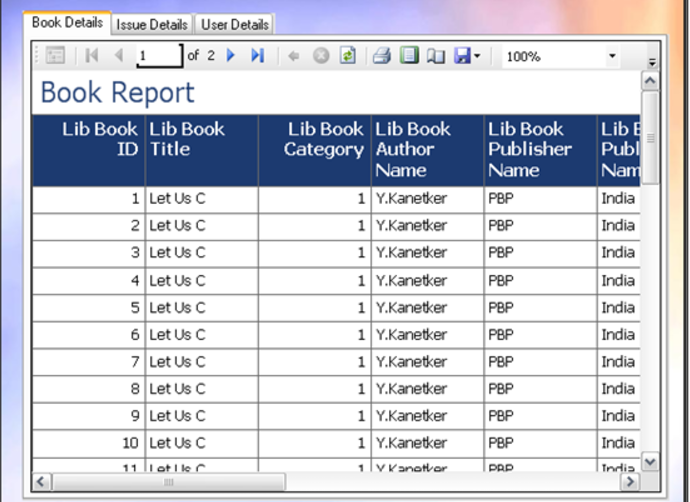 Book Details Issue Details User Details
1 of 2 100%
Book Report
Lib Book ID Lib Book Title Lib Book Category Lib Book Author Name Lib Book Publisher Name Lib Publ Nam
1 Let Us C 1 Y.Kanetker PBP India
2 Let Us C 1 Y.Kanetker PBP India
3 Let Us C 1 Y.Kanetker PBP India
4 Let Us C 1 Y.Kanetker PBP India
5 Let Us C 1 Y.Kanetker PBP India
6 Let Us C 1 Y.Kanetker PBP India
7 Let Us C 1 Y.Kanetker PBP India
8 Let Us C 1 Y.Kanetker PBP India
9 Let Us C 1 Y.Kanetker PBP India
10 Let Us C 1 Y.Kanetker PBP India
11 Let Us C 1 Y.Kanetker PBP India